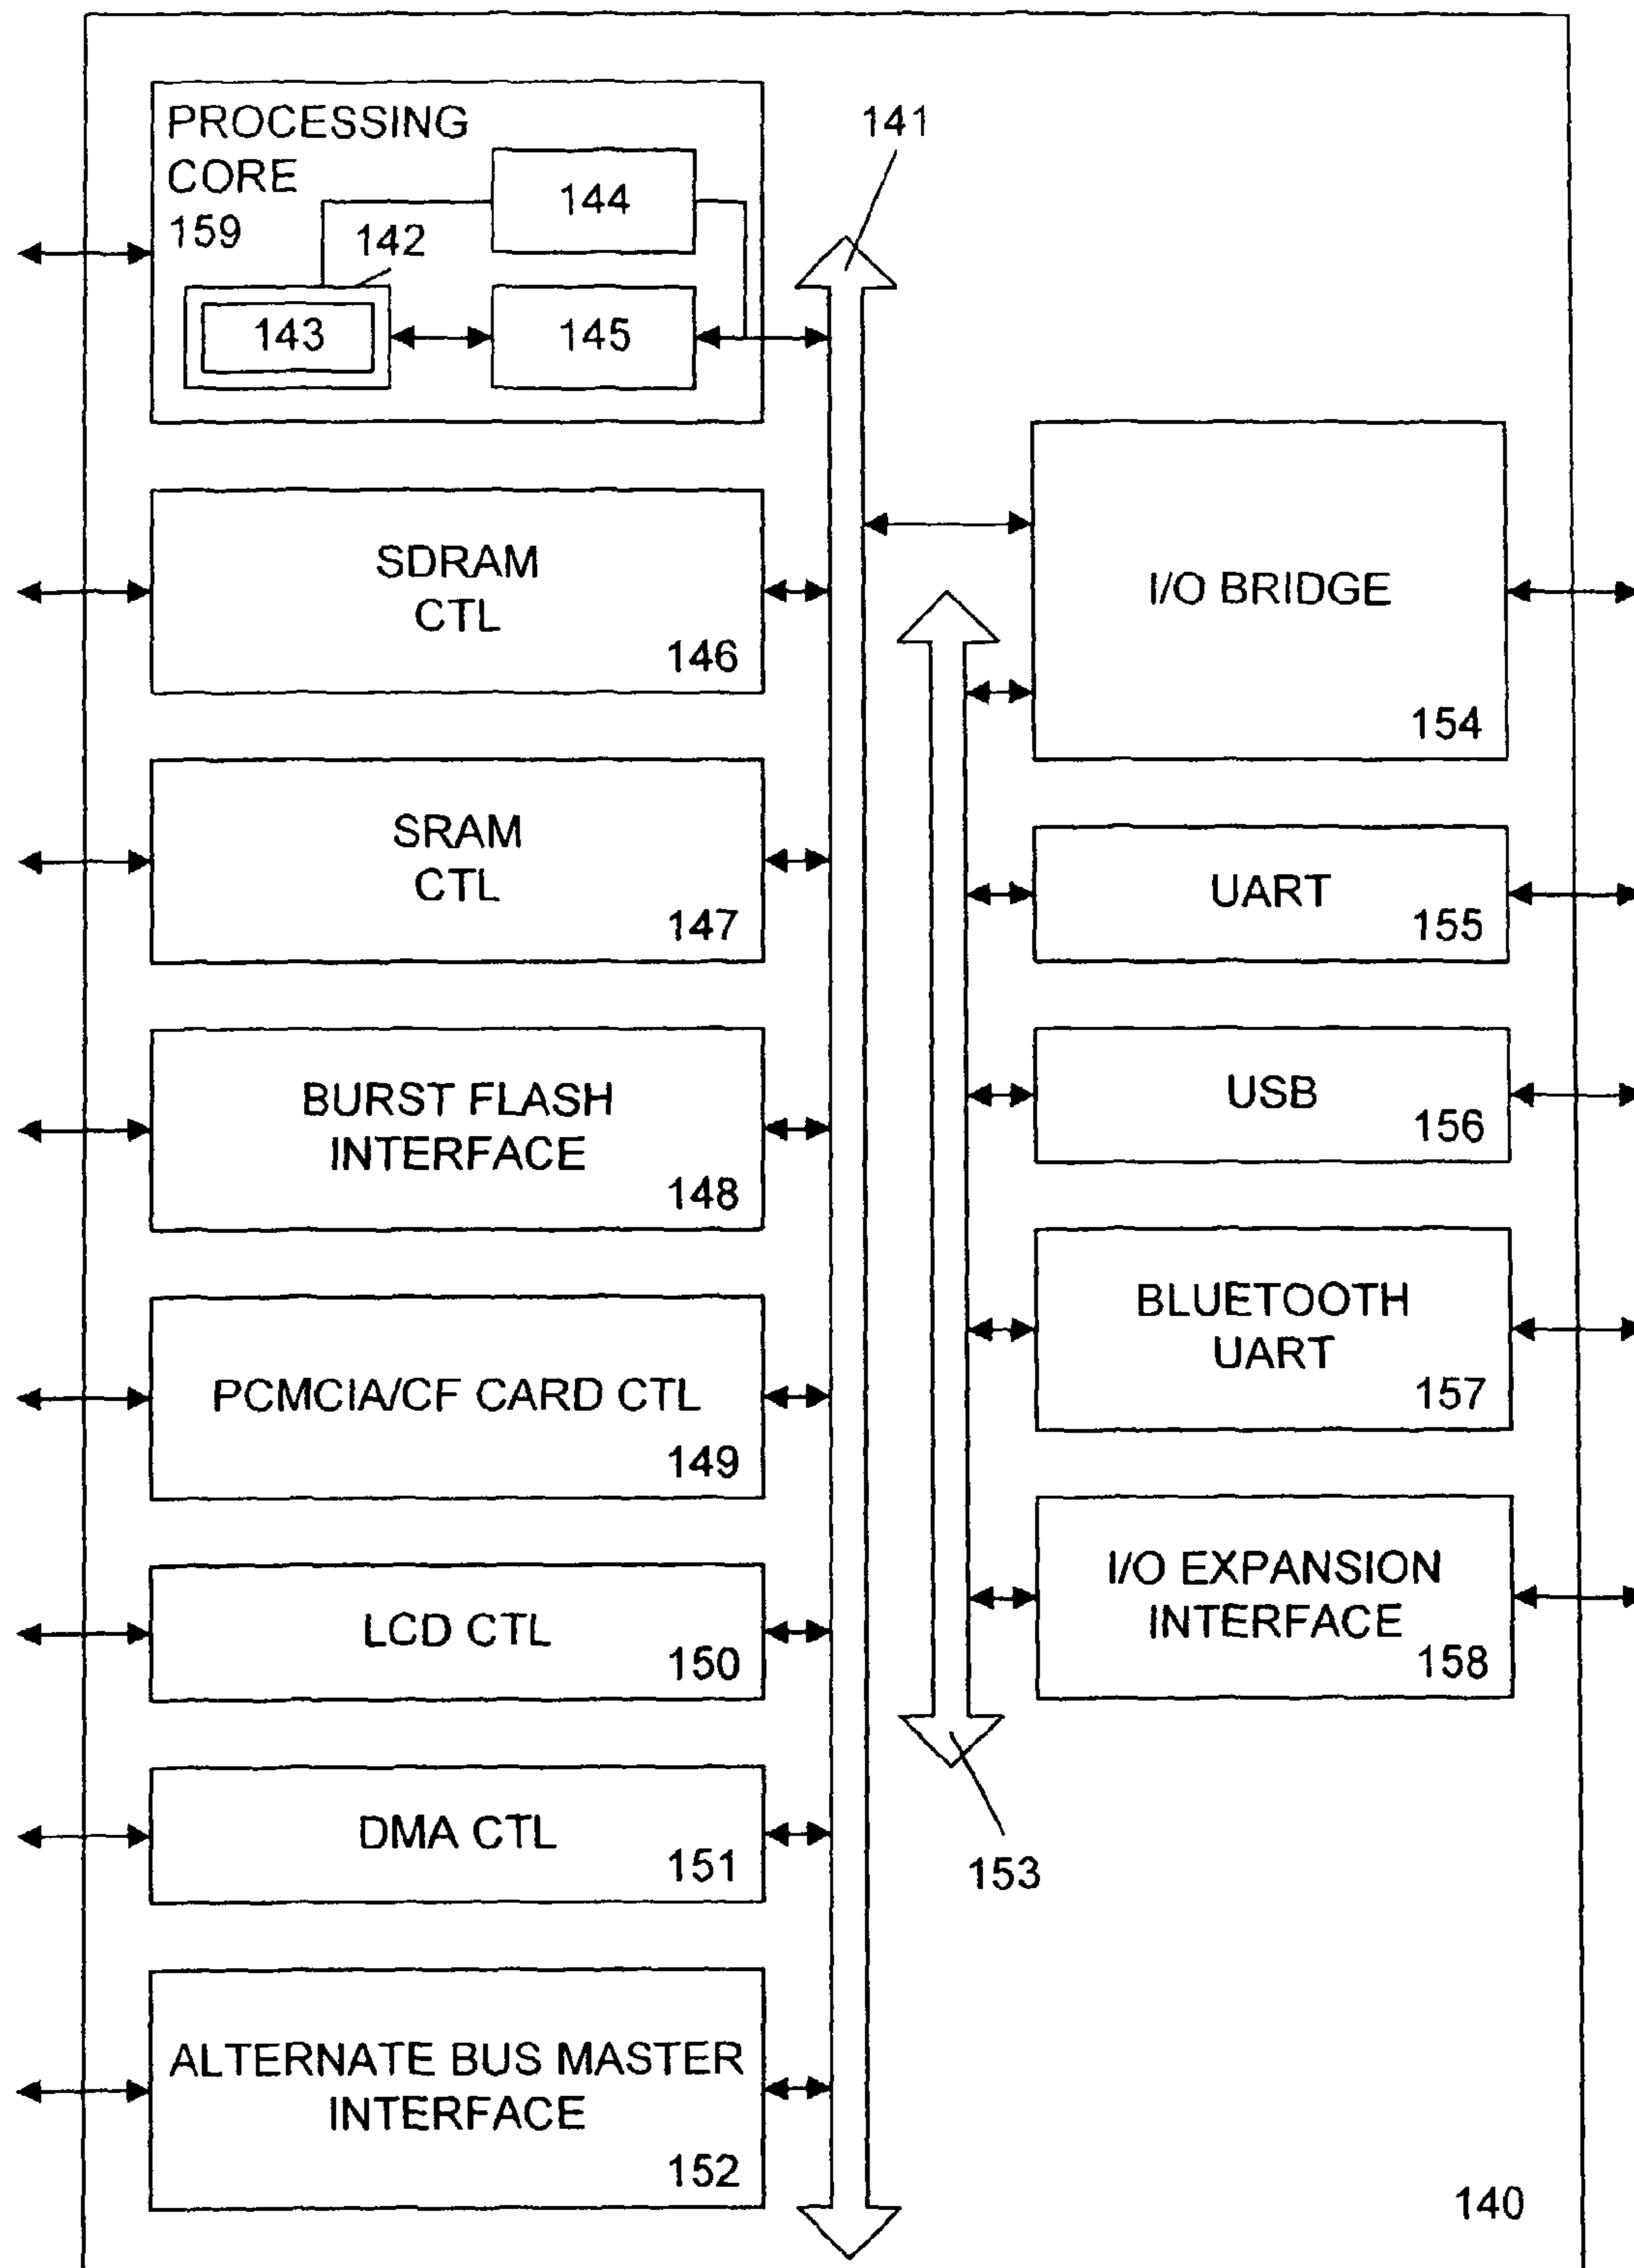 PROCESSING
CORE
159
142
144
143
145
141
SDRAM
CTL
146
SRAM
CTL
147
BURST FLASH
INTERFACE
148
PCMCIA/CF CARD CTL
149
LCD CTL
150
DMA CTL
151
ALTERNATE BUS MASTER
INTERFACE
152
I/O BRIDGE
154
UART
155
USB
156
BLUETOOTH
UART
157
I/O EXPANSION
INTERFACE
158
153
140